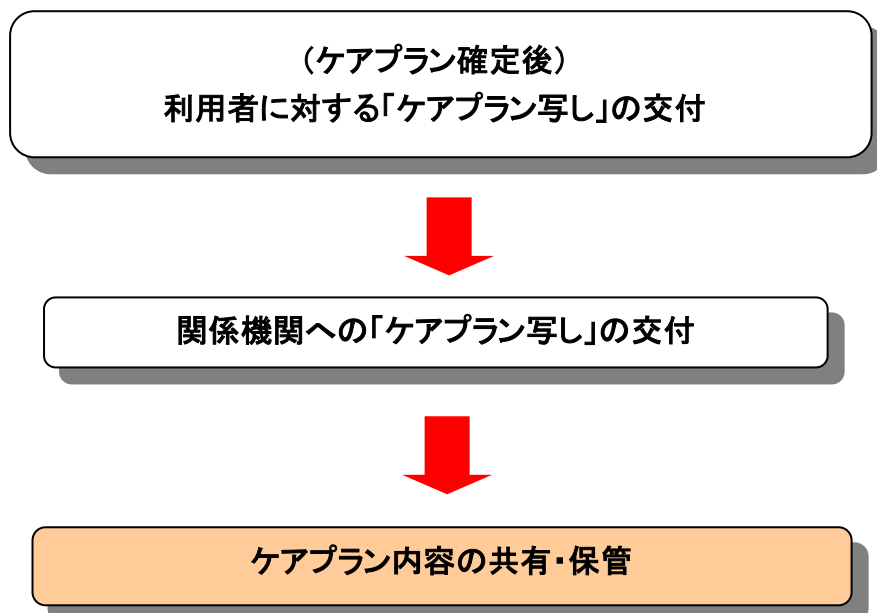 （ケアプラン確定後）
利用者に対する｢ケアプラン写し｣の交付
関係機関への｢ケアプラン写し｣の交付
ケアプラン内容の共有・保管